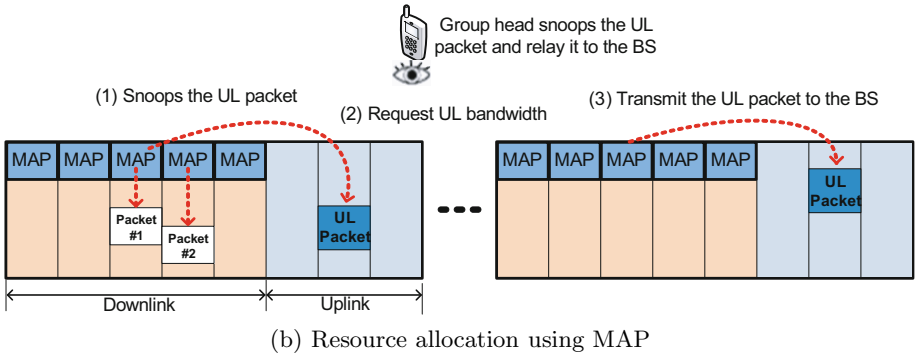 Group head snoops the UL
packet and relay it to the BS
(1) Snoops the UL packet
(2) Request UL bandwidth
(3) Transmit the UL packet to the BS
MAP MAP MAP MAP MAP
MAP MAP MAP MAP MAP
Packet
#1
Packet
#2
UL
Packet
UL
Packet
Downlink
Uplink
(b) Resource allocation using MAP